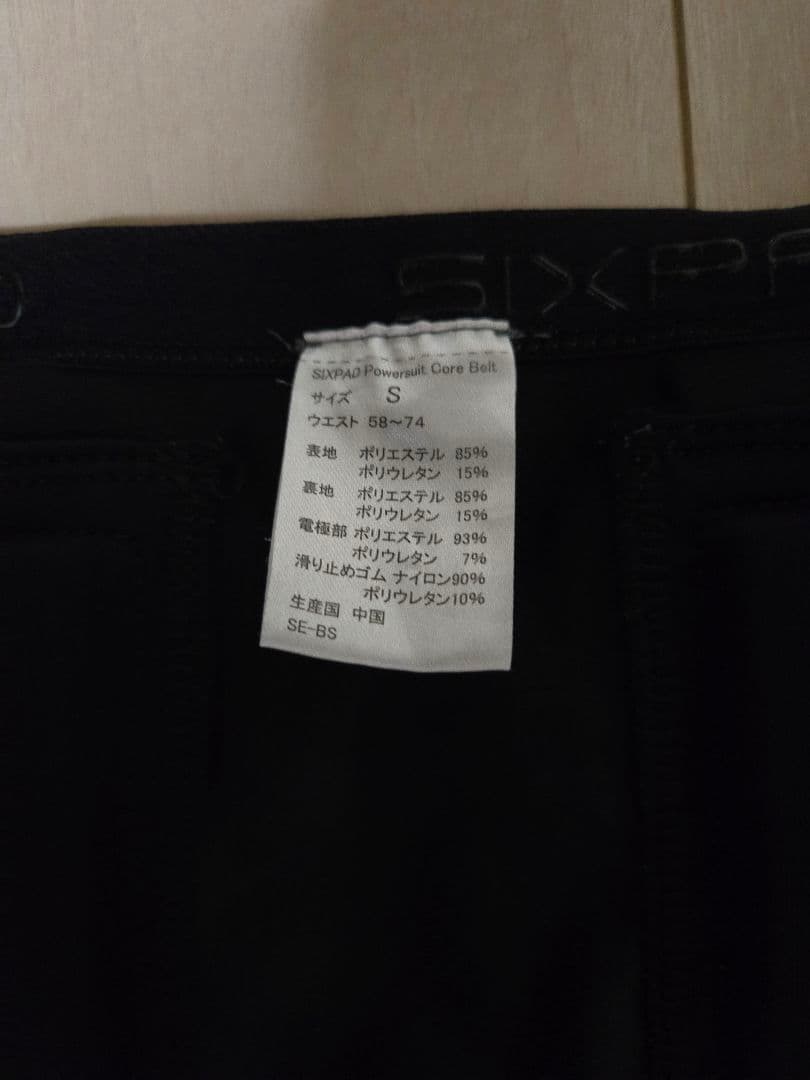 SIXPA
SIXPAD Powersuit Core Belt
サイズ S
ウエスト 58～74
表地 ポリエステル 85%
ポリウレタン 15%
裏地 ポリエステル 85%
ポリウレタン 15%
電極部 ポリエステル 93%
ポリウレタン 7%
滑り止めゴム ナイロン90%
ポリウレタン10%
生産国 中国
SE-BS